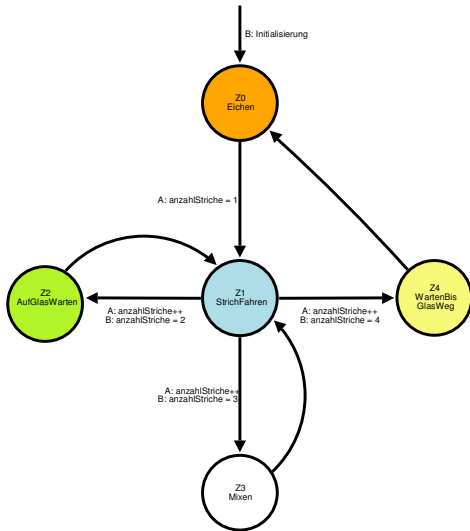 B: Initialisierung
Z0
Eichen
A: anzahlStriche = 1
Z2
AufGlasWarten
Z1
StrichFahren
Z4
WartenBis
GlasWeg
A: anzahlStriche++
B: anzahlStriche = 2
A: anzahlStriche++
B: anzahlStriche = 4
A: anzahlStriche++
B: anzahlStriche = 3
Z3
Mixen